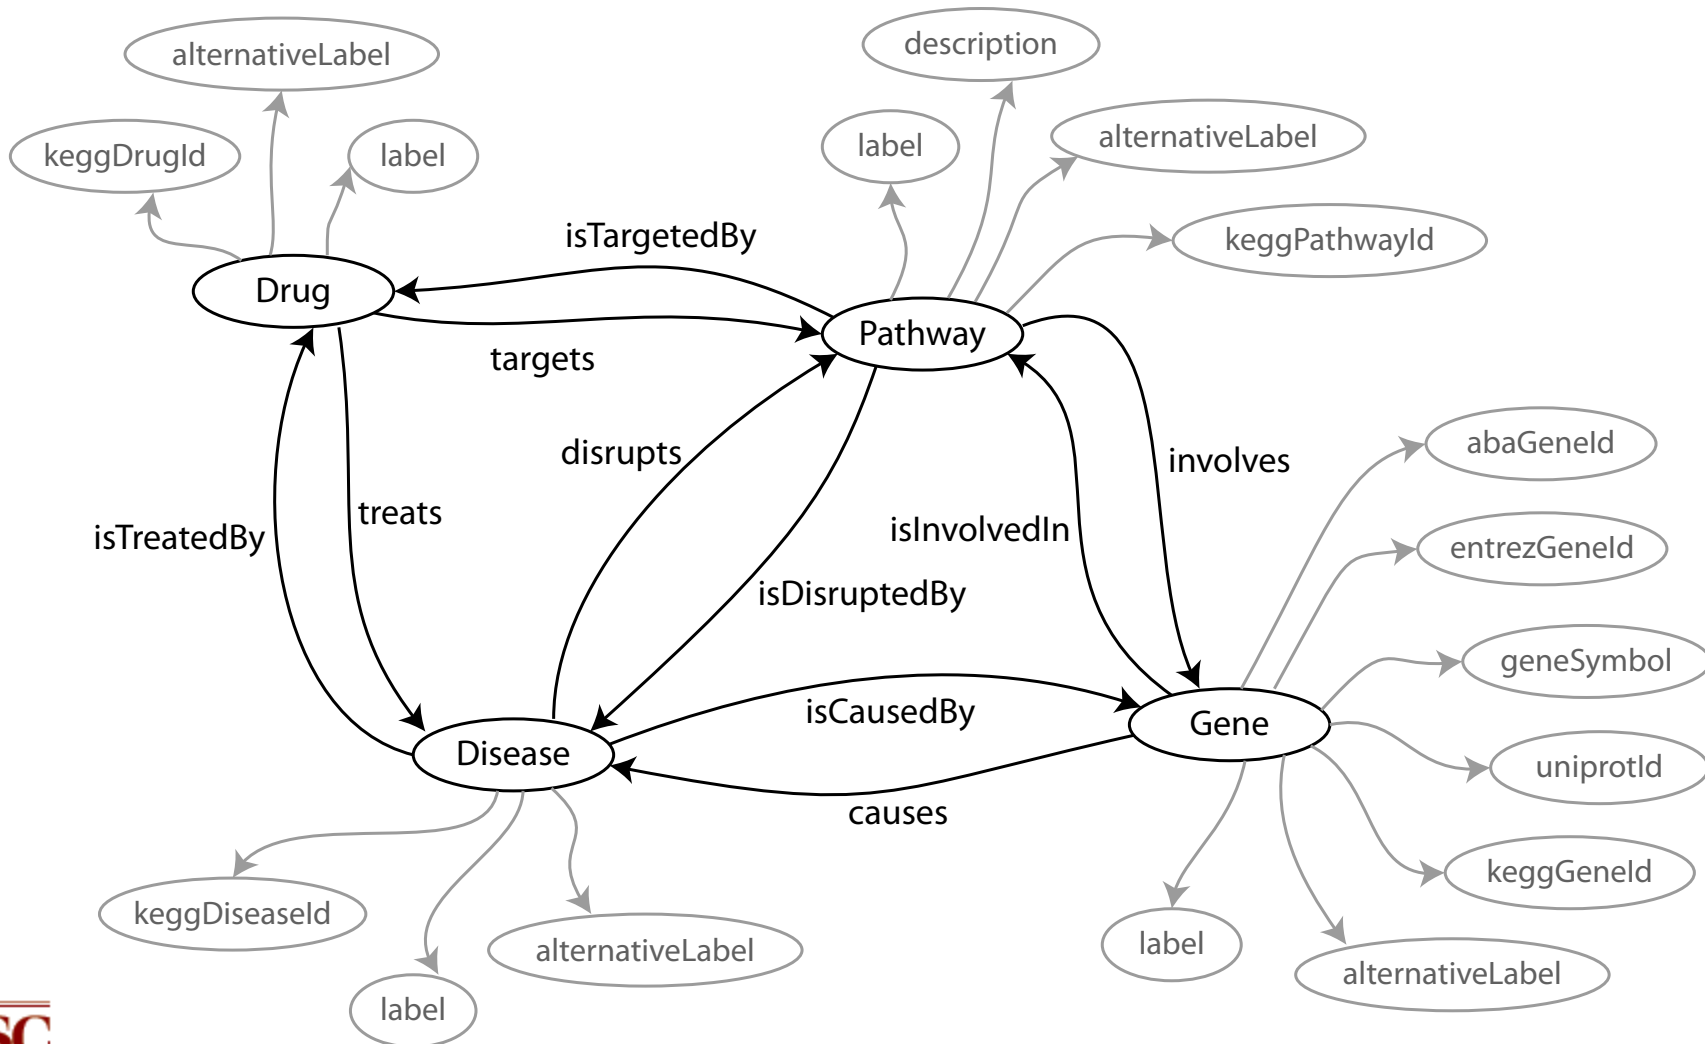 description
alternativeLabel
alternativeLabel
label
keggDrugId
label
isTargetedBy
keggPathwayId
Drug
Pathway
targets
abaGeneId
disrupts
involves
treats
isInvolvedIn
isTreatedBy
entrezGeneId
isDisruptedBy
geneSymbol
isCausedBy
Gene
Disease
uniprotId
causes
keggGeneId
keggDiseaseId
label
alternativeLabel
alternativeLabel
label
SC